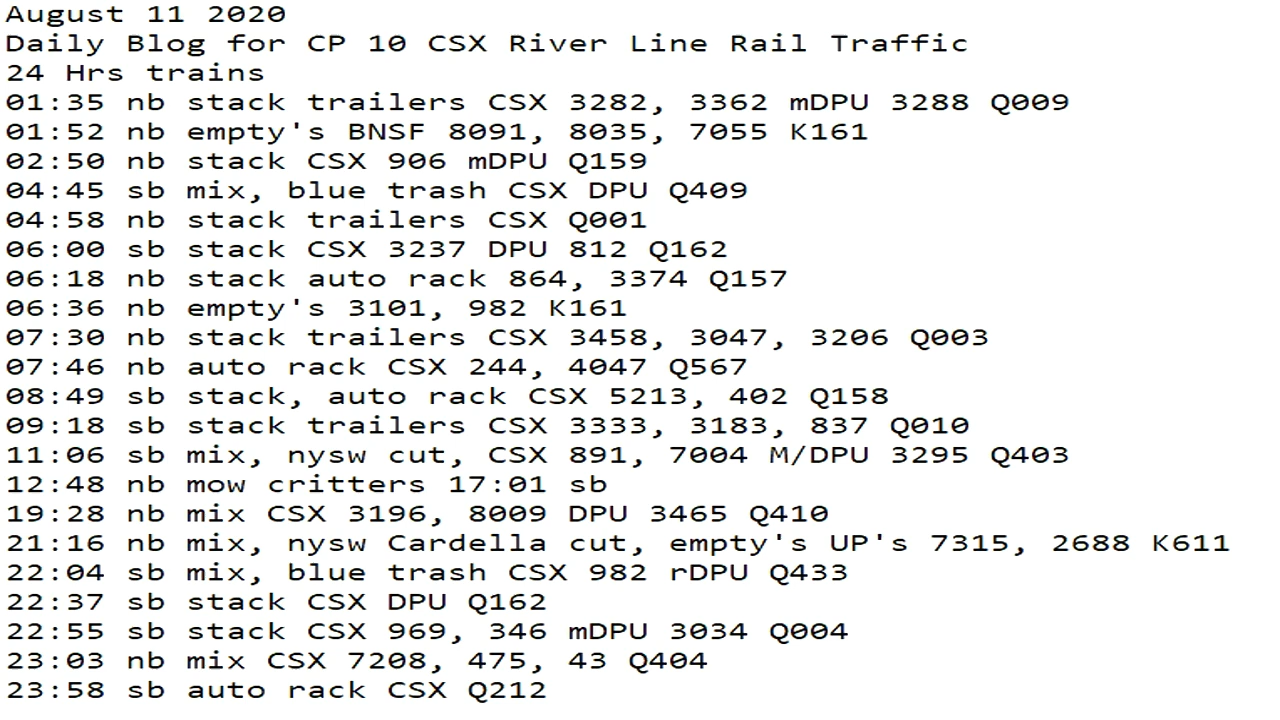 August 11 2020
Daily Blog for CP 10 CSX River Line Rail Traffic
24 Hrs trains
01:35 nb stack trailers CSX 3282, 3362 mDPU 3288 Q009
01:52 nb empty's BNSF 8091, 8035, 7055 K161
02:50 nb stack CSX 906 mDPU Q159
04:45 sb mix, blue trash CSX DPU Q409
04:58 nb stack trailers CSX Q001
06:00 sb stack CSX 3237 DPU 812 Q162
06:18 nb stack auto rack 864, 3374 Q157
06:36 nb empty's 3101, 982 K161
07:30 nb stack trailers CSX 3458, 3047, 3206 Q003
07:46 nb auto rack CSX 244, 4047 Q567
08:49 sb stack, auto rack CSX 5213, 402 Q158
09:18 sb stack trailers CSX 3333, 3183, 837 Q010
11:06 sb mix, nysw cut, CSX 891, 7004 M/DPU 3295 Q403
12:48 nb mow critters 17:01 sb
19:28 nb mix CSX 3196, 8009 DPU 3465 Q410
21:16 nb mix, nysw Cardella cut, empty's UP's 7315, 2688 K611
22:04 sb mix, blue trash CSX 982 rDPU Q433
22:37 sb stack CSX DPU Q162
22:55 sb stack CSX 969, 346 mDPU 3034 Q004
23:03 nb mix CSX 7208, 475, 43 Q404
23:58 sb auto rack CSX Q212